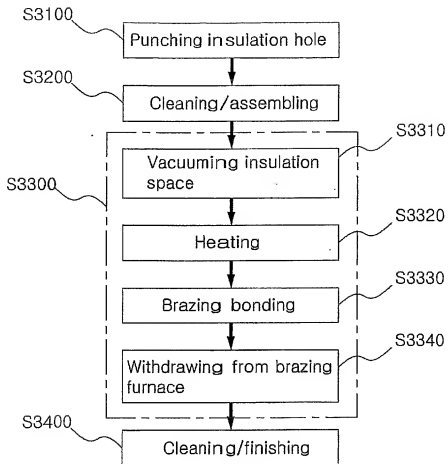 S3100
Punching insulation hole
S3200
Cleaning/assembling
S3310
Vacuuming insulation
space
S3300
S3320
Heating
S3330
Brazing bonding
S3340
Withdrawing from brazing
furnace
S3400
Cleaning/finishing